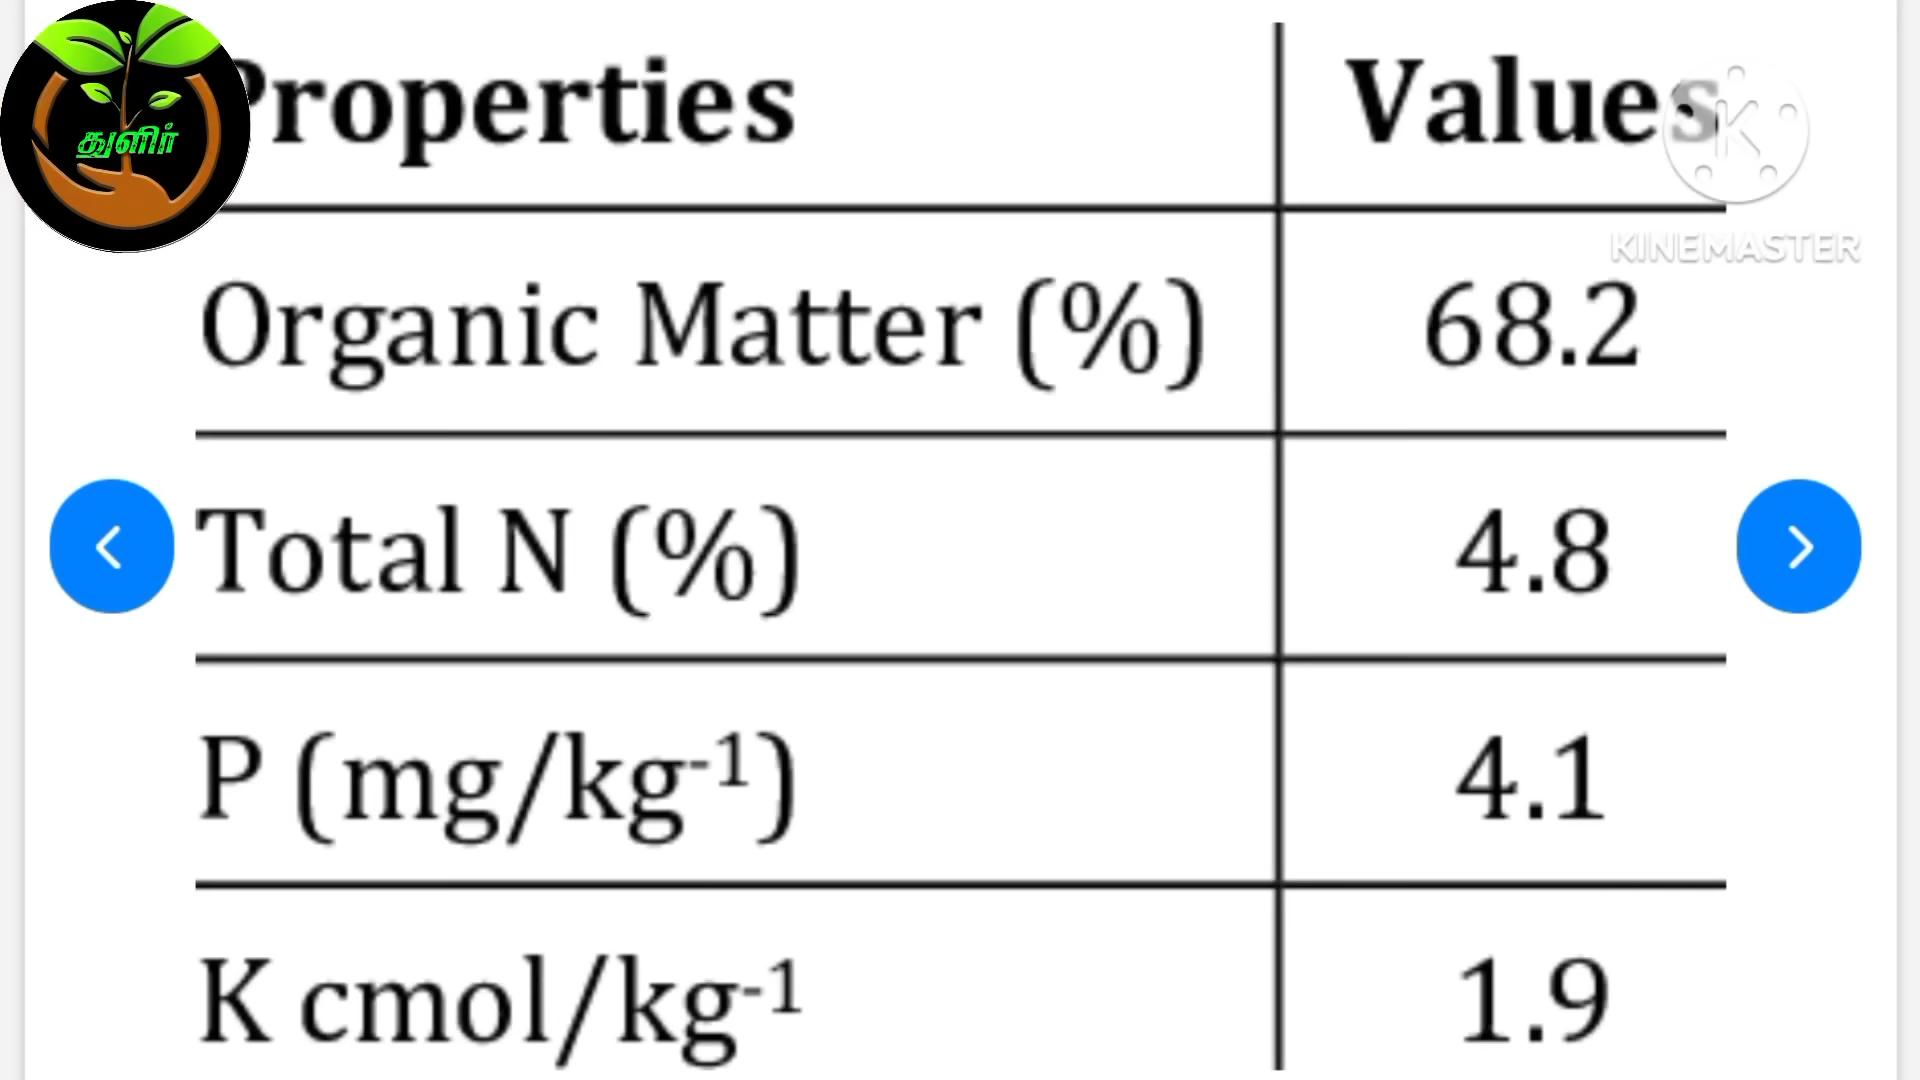 துளிர்
Properties Values
KINEMASTER
Organic Matter (%) 68.2
Total N (%) 4.8
P (mg/kg⁻¹) 4.1
K cmol/kg⁻¹ 1.9